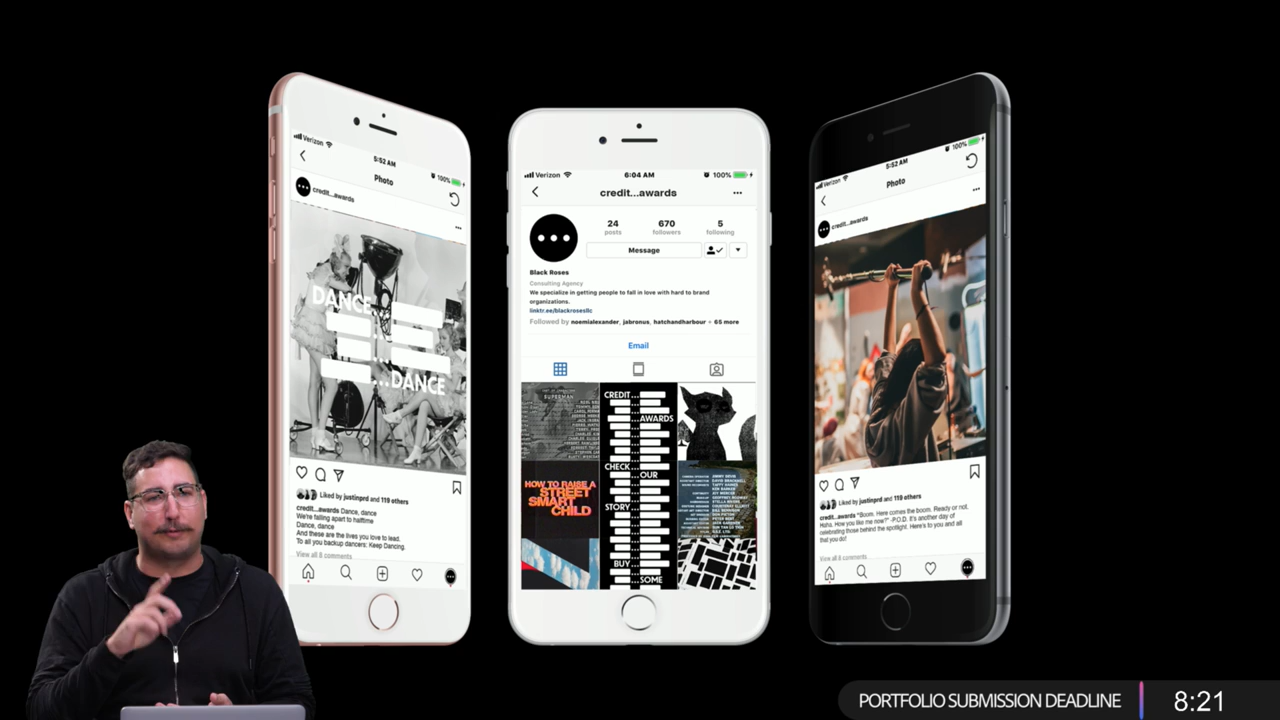 Verizon
5:52 AM
100%
Photo
credit...awards
DANCE...
...DANCE
Liked by justinprd and 119 others
credit...awards Dance, dance
We're falling apart to halftime
Dance, dance
And these are the lives you love to lead.
To all you backup dancers: Keep Dancing.
View all 8 comments
Verizon
6:04 AM
100%
credit...awards
24
670
5
posts
followers
following
Message
Black Roses
Consulting Agency
We specialize in getting people to fall in love with hard to brand
organizations.
linktr.ee/blackrosesllc
Followed by noemialexander, jabronus, hatchandharbour + 65 more
Email
SUPERMAN
CREDIT...
...AWARDS
CHECK...
...OUR
STORY...
BUY...
...SOME
HOW TO RAISE A
STREET
SMART
CHILD
Verizon
5:52 AM
100%
Photo
credit...awards
Liked by justinprd and 119 others
credit...awards "Boom. Here comes the boom. Ready or not.
Haha. How you like me now?" -P.O.D. It's another day of
celebrating those behind the spotlight. Here's to you and all
that you do!
View all 8 comments
PORTFOLIO SUBMISSION DEADLINE
8:21